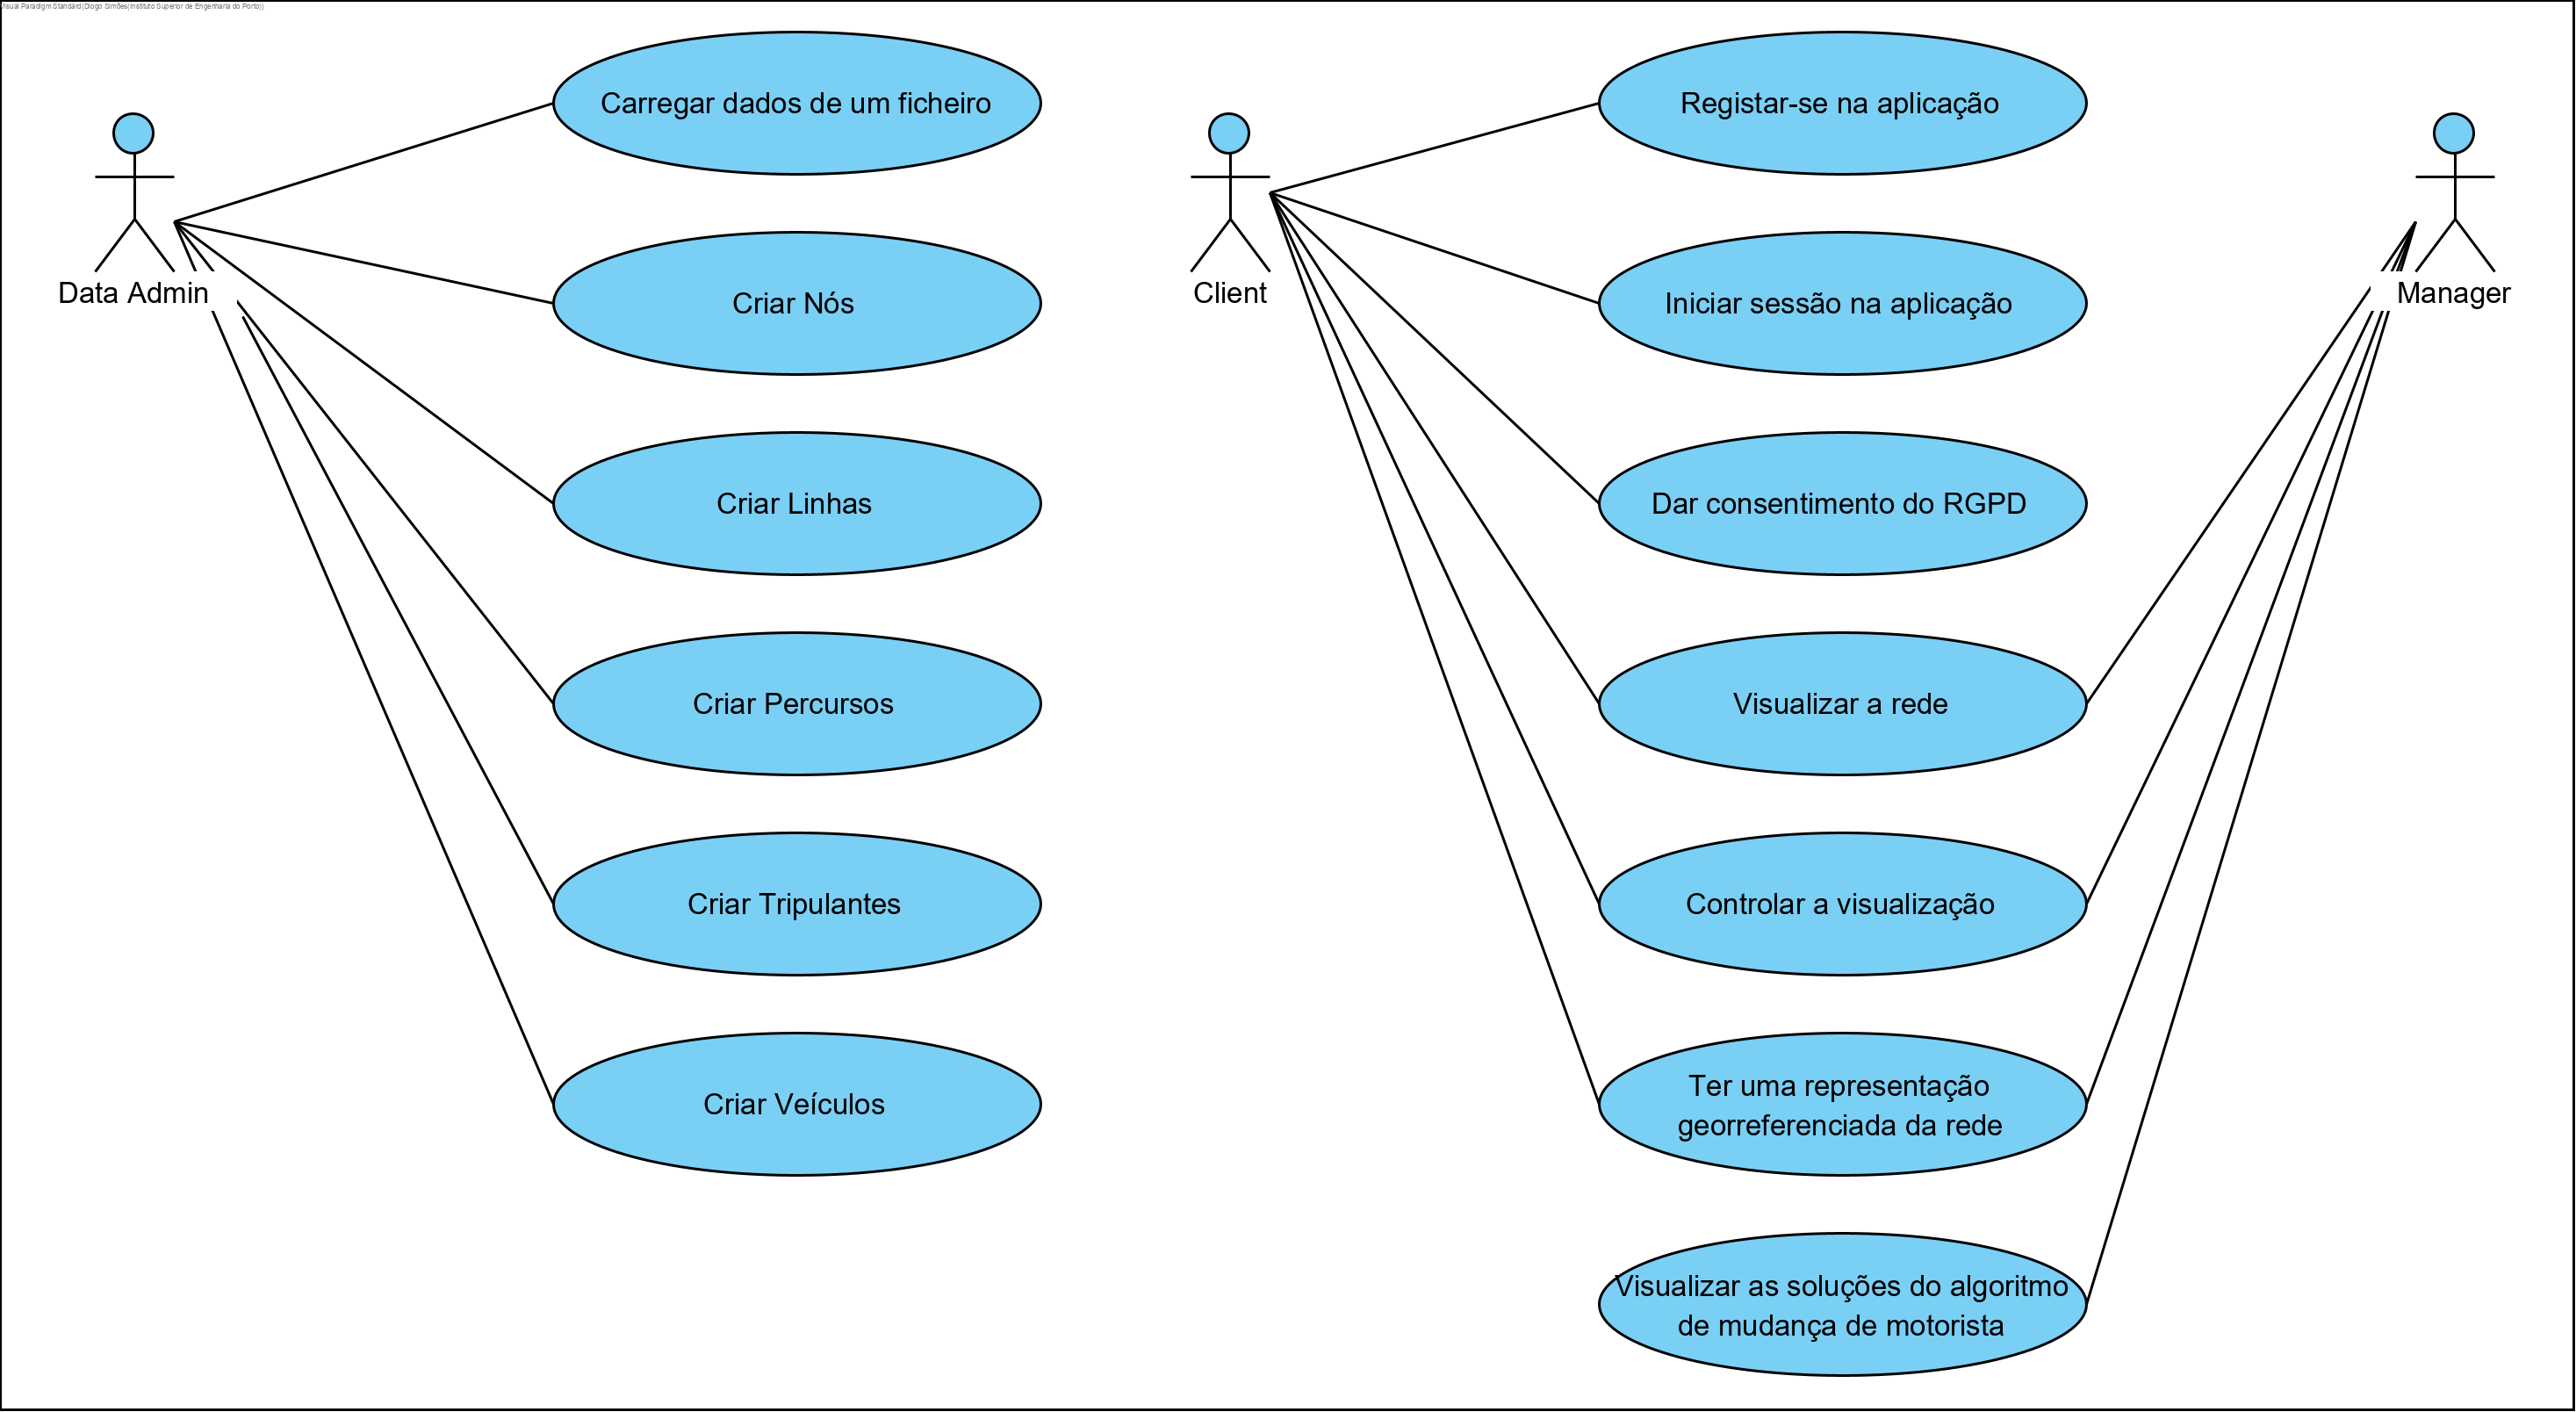 Visual Paradigm Standard(Diogo Simões(Instituto Superior de Engenharia do Porto))
Data Admin
Carregar dados de um ficheiro
Criar Nós
Criar Linhas
Criar Percursos
Criar Tripulantes
Criar Veículos
Client
Registar-se na aplicação
Iniciar sessão na aplicação
Dar consentimento do RGPD
Visualizar a rede
Controlar a visualização
Ter uma representação
georreferenciada da rede
Visualizar as soluções do algoritmo
de mudança de motorista
Manager